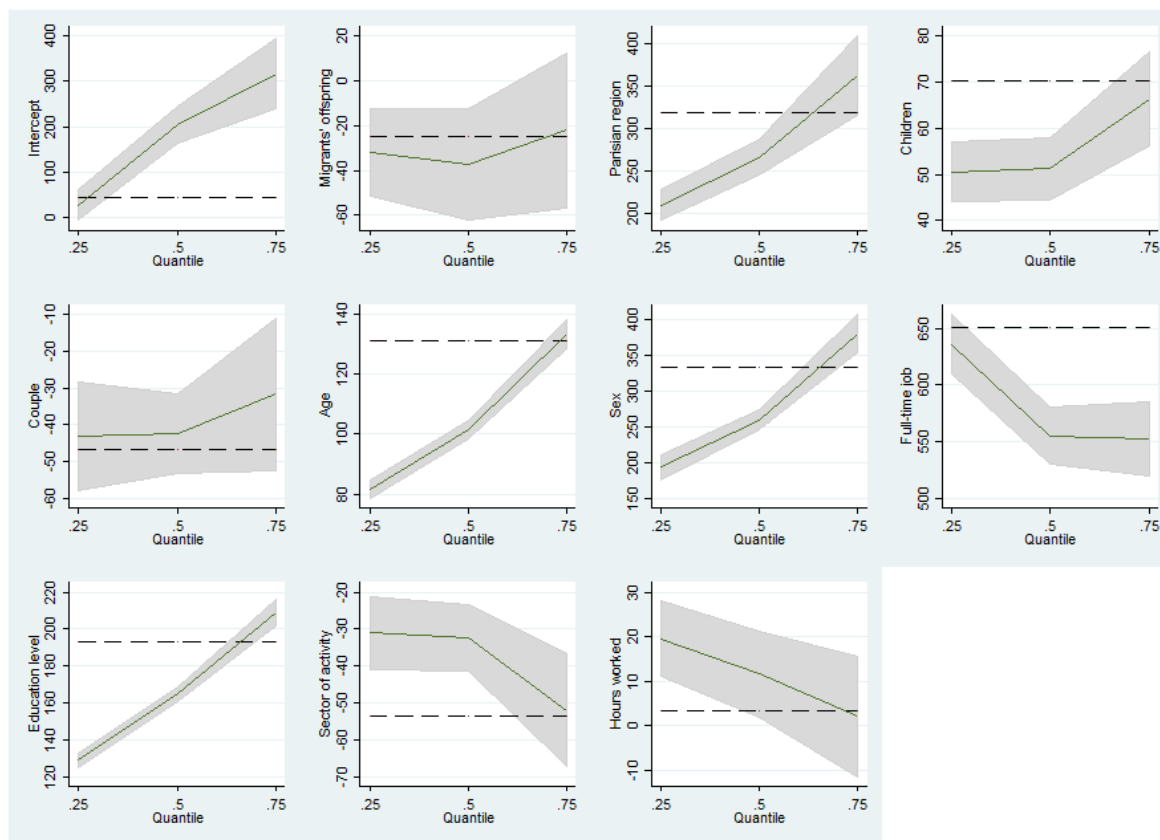 Intercept
400
300
200
100
0
.25 .5 .75
Quantile
Migrants' offspring
20
0
-20
-40
-60
.25 .5 .75
Quantile
Parisian region
400
350
300
250
200
.25 .5 .75
Quantile
Children
80
70
60
50
40
.25 .5 .75
Quantile
Couple
-10
-20
-30
-40
-50
-60
.25 .5 .75
Quantile
Age
140
120
100
80
.25 .5 .75
Quantile
Sex
400
350
300
250
200
150
.25 .5 .75
Quantile
Full-time job
650
600
550
500
.25 .5 .75
Quantile
Education level
220
200
180
160
140
120
.25 .5 .75
Quantile
Sector of activity
-20
-30
-40
-50
-60
-70
.25 .5 .75
Quantile
Hours worked
30
20
10
0
-10
.25 .5 .75
Quantile